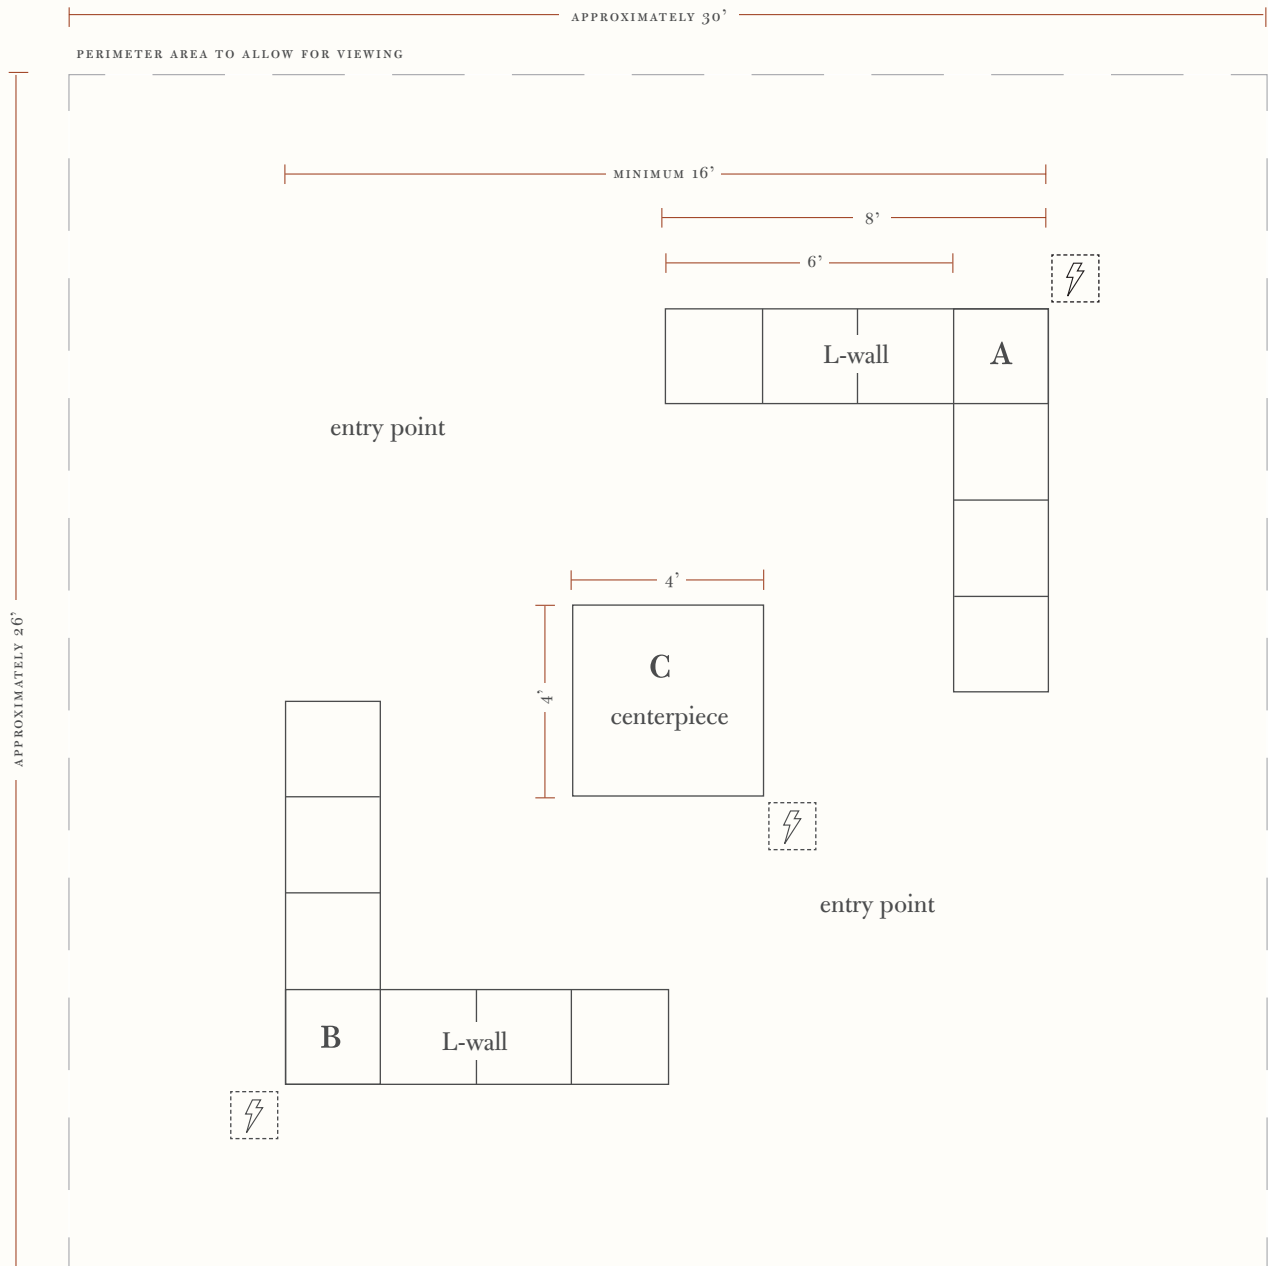 APPROXIMATELY 30’
PERIMETER AREA TO ALLOW FOR VIEWING
MINIMUM 16’
8’
6’
L-wall
A
entry point
4’
APPROXIMATELY 26’
4’
C
centerpiece
entry point
B
L-wall